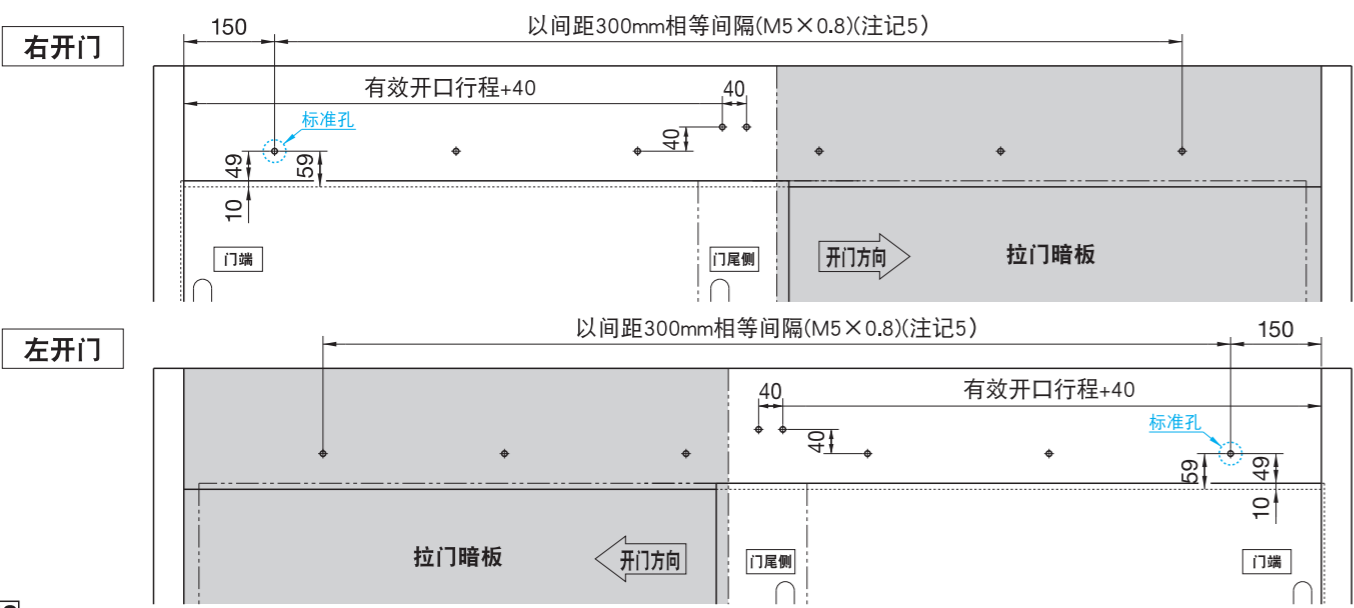 右开门
150
以间距300mm相等间隔(M5×0.8)(注记5)
有效开口行程+40
40
标准孔
40
49
59
10
门端
门尾侧
开门方向
拉门暗板
左开门
以间距300mm相等间隔(M5×0.8)(注记5)
150
40
有效开口行程+40
标准孔
40
59
49
10
拉门暗板
开门方向
门尾侧
门端